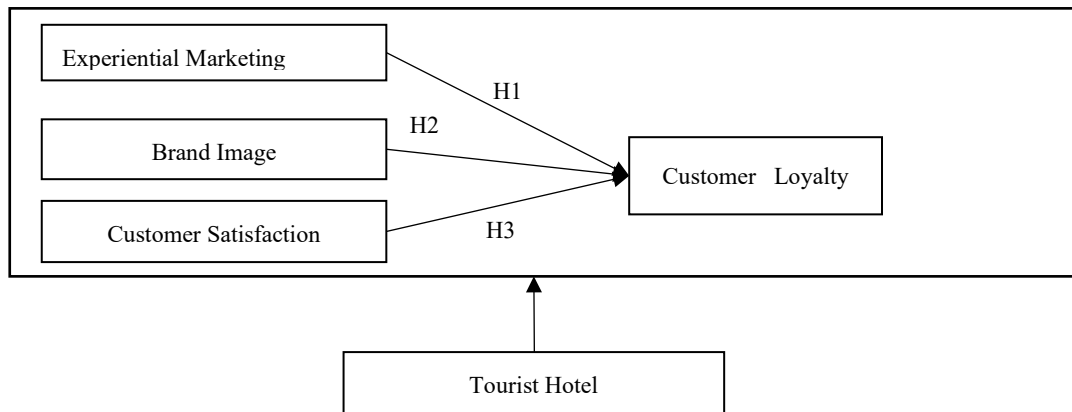 Experiential Marketing
H1
H2
Brand Image
Customer Loyalty
Customer Satisfaction
H3
Tourist Hotel